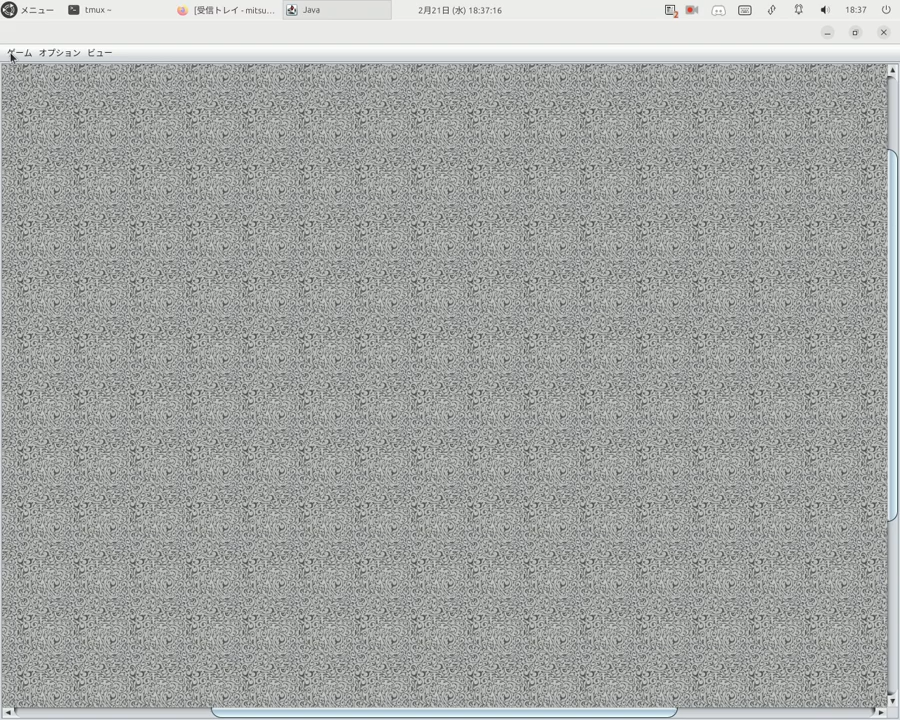 メニュー tmux ~ [受信トレイ - mitsu... Java 2月21日 (水) 18:37:16 2 18:37
ゲーム オプション ビュー